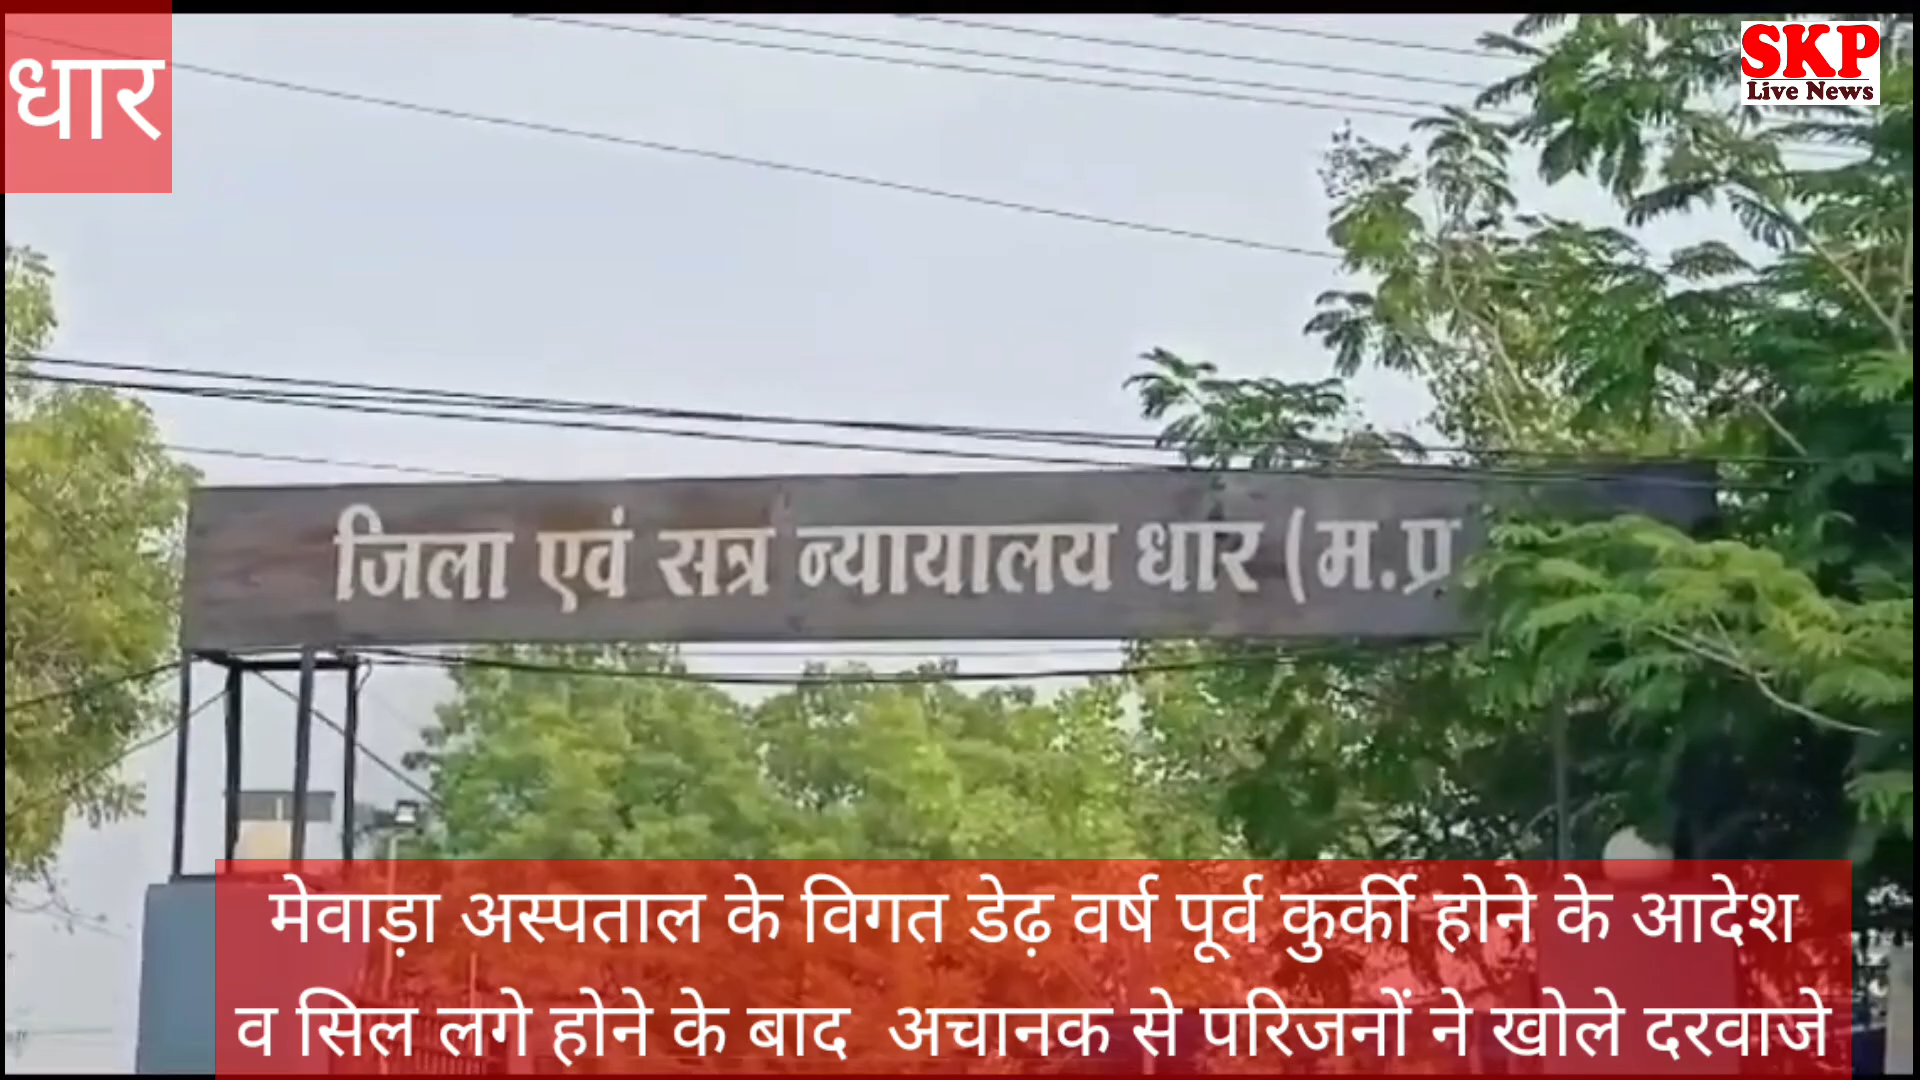 धार
SKP
Live News
जिला एवं सत्र न्यायालय धार (म.प्र.
मेवाड़ा अस्पताल के विगत डेढ़ वर्ष पूर्व कुर्की होने के आदेश
व सिल लगे होने के बाद अचानक से परिजनों ने खोले दरवाजे